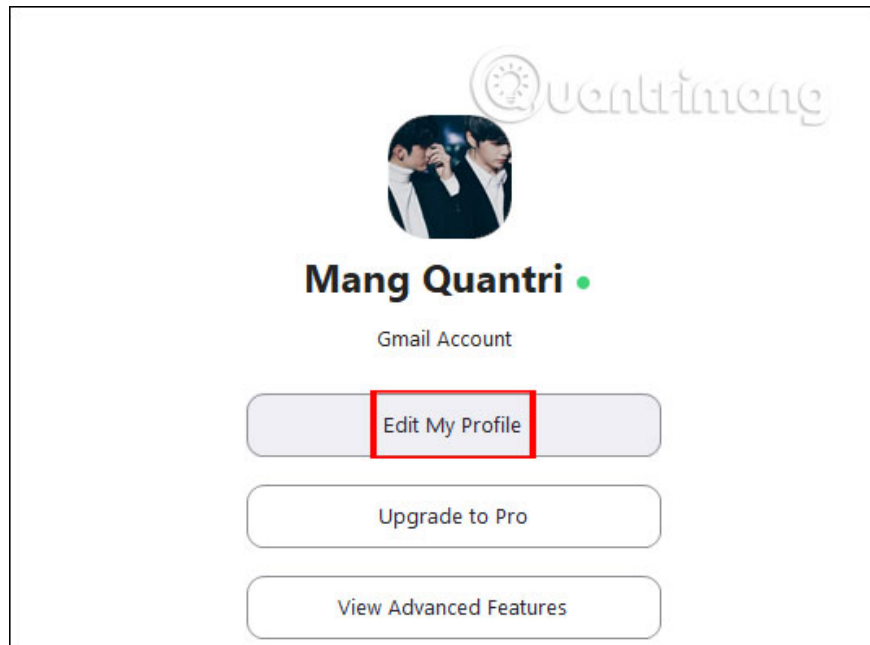 Quantrimang
Mang Quantri
Gmail Account
Edit My Profile
Upgrade to Pro
View Advanced Features